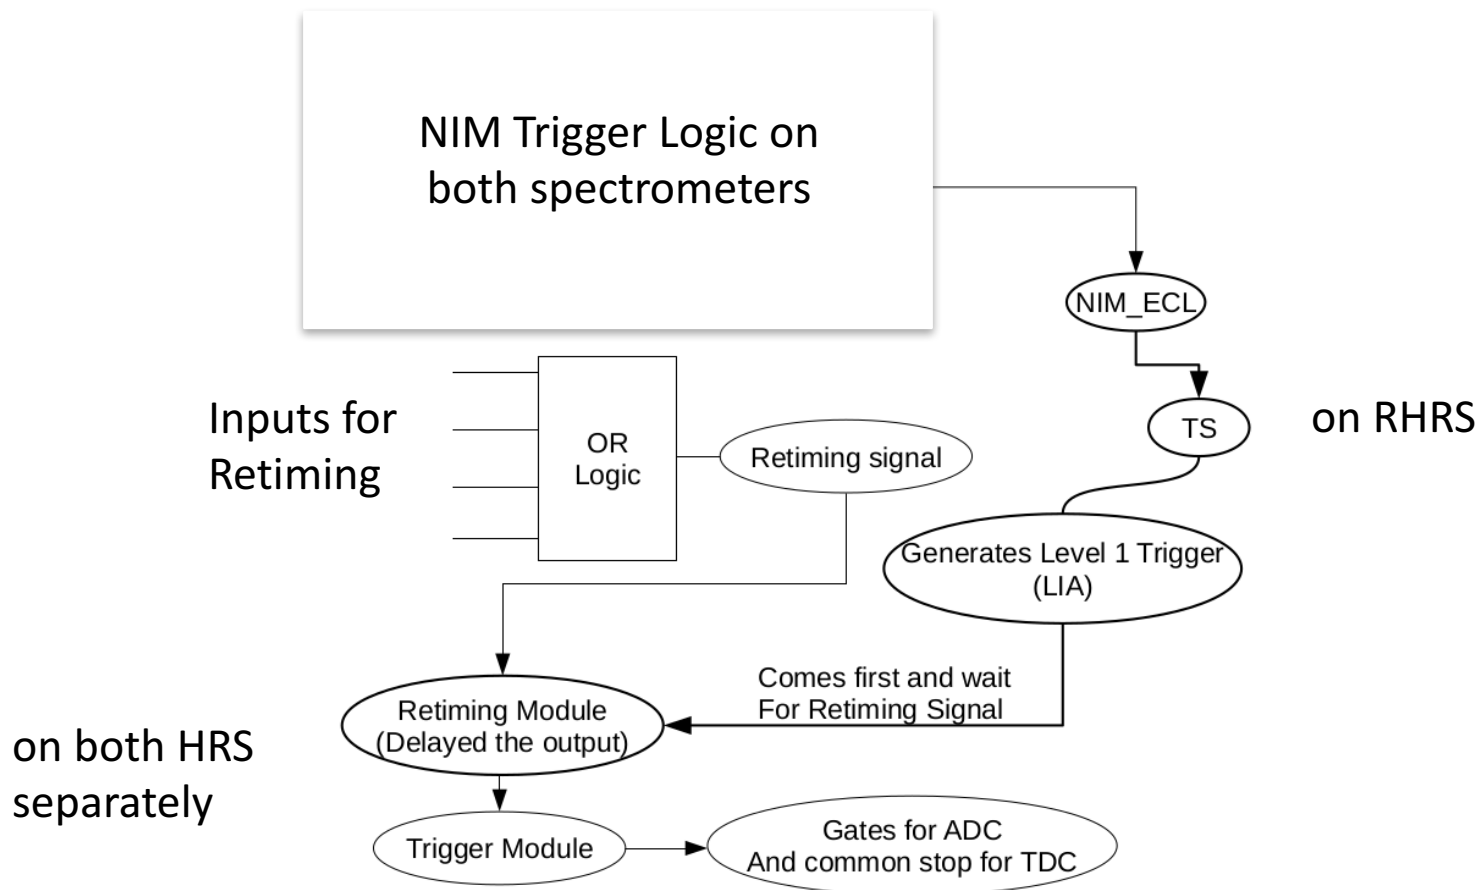 NIM Trigger Logic on
both spectrometers
NIM_ECL
TS
on RHRS
Inputs for
Retiming
OR
Logic
Retiming signal
Generates Level 1 Trigger
(LIA)
Comes first and wait
For Retiming Signal
Retiming Module
(Delayed the output)
on both HRS
separately
Trigger Module
Gates for ADC
And common stop for TDC